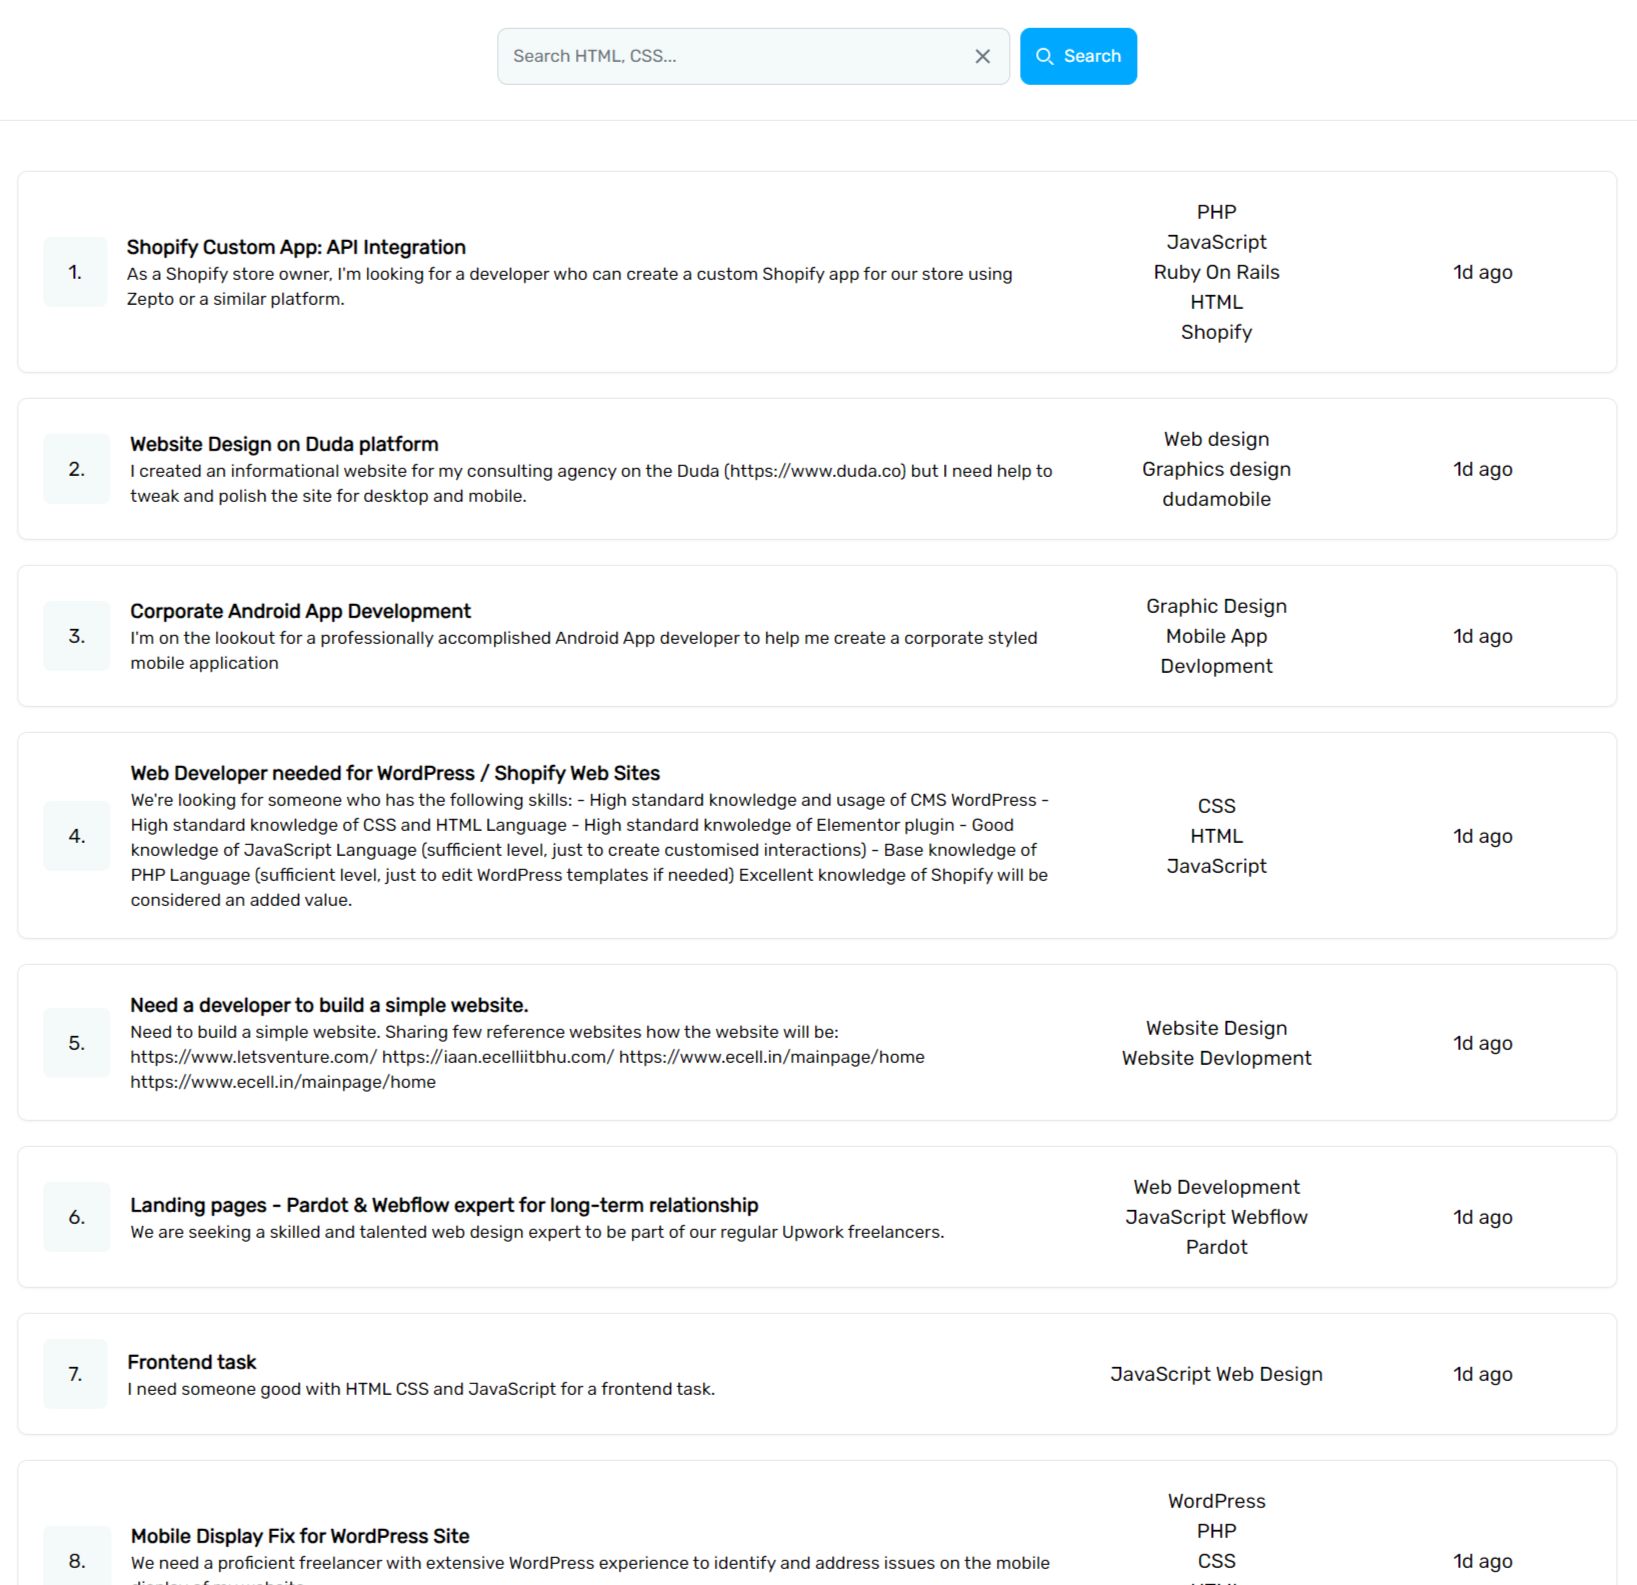 Search HTML, CSS...
Search
1.
Shopify Custom App: API Integration
As a Shopify store owner, I'm looking for a developer who can create a custom Shopify app for our store using
Zepto or a similar platform.
PHP
JavaScript
Ruby On Rails
HTML
Shopify
1d ago
2.
Website Design on Duda platform
I created an informational website for my consulting agency on the Duda (https://www.duda.co) but I need help to
tweak and polish the site for desktop and mobile.
Web design
Graphics design
dudamobile
1d ago
3.
Corporate Android App Development
I'm on the lookout for a professionally accomplished Android App developer to help me create a corporate styled
mobile application
Graphic Design
Mobile App
Devlopment
1d ago
4.
Web Developer needed for WordPress / Shopify Web Sites
We're looking for someone who has the following skills: - High standard knowledge and usage of CMS WordPress -
High standard knowledge of CSS and HTML Language - High standard knwoledge of Elementor plugin - Good
knowledge of JavaScript Language (sufficient level, just to create customised interactions) - Base knowledge of
PHP Language (sufficient level, just to edit WordPress templates if needed) Excellent knowledge of Shopify will be
considered an added value.
CSS
HTML
JavaScript
1d ago
5.
Need a developer to build a simple website.
Need to build a simple website. Sharing few reference websites how the website will be:
https://www.letsventure.com/ https://iaan.ecelliitbhu.com/ https://www.ecell.in/mainpage/home
https://www.ecell.in/mainpage/home
Website Design
Website Devlopment
1d ago
6.
Landing pages - Pardot & Webflow expert for long-term relationship
We are seeking a skilled and talented web design expert to be part of our regular Upwork freelancers.
Web Development
JavaScript Webflow
Pardot
1d ago
7.
Frontend task
I need someone good with HTML CSS and JavaScript for a frontend task.
JavaScript Web Design
1d ago
8.
Mobile Display Fix for WordPress Site
We need a proficient freelancer with extensive WordPress experience to identify and address issues on the mobile
WordPress
PHP
CSS
1d ago